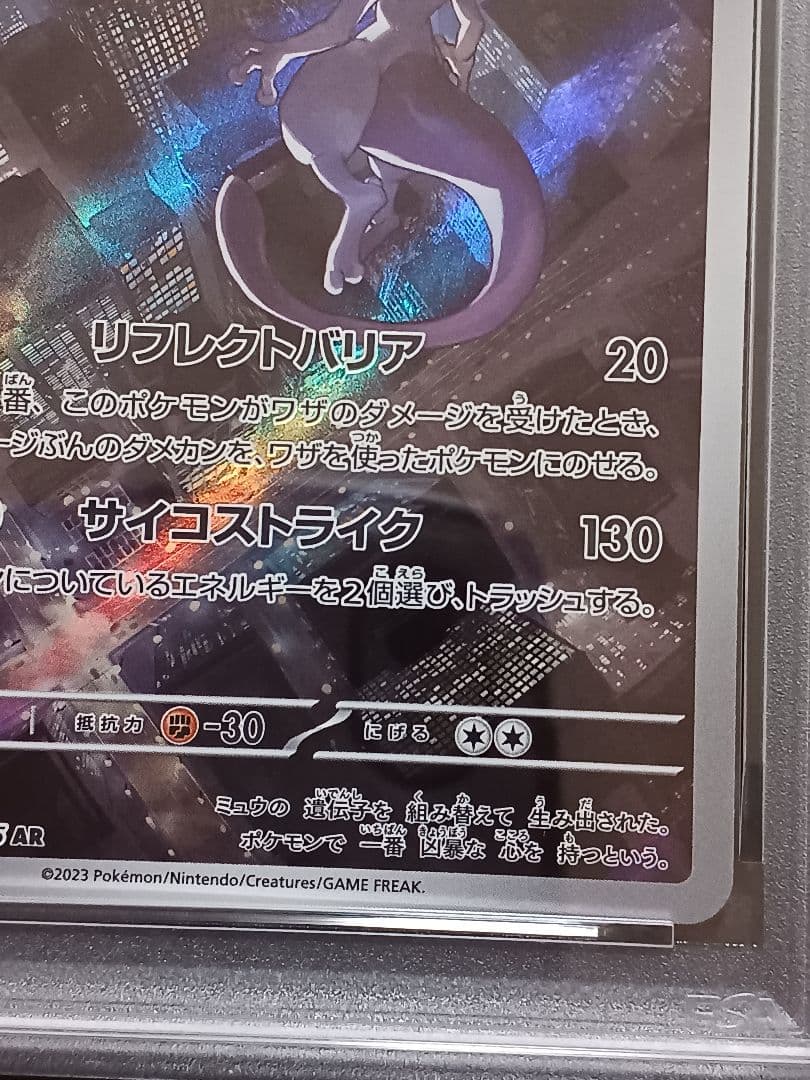 リフレクトバリア 20
番、このポケモンがワザのダメージを受けたとき、
ージぶんのダメカンを、ワザを使ったポケモンにのせる。
サイコストライク 130
についているエネルギーを2個選び、トラッシュする。
抵抗力 -30 にげる
ミュウの 遺伝子を 組み替えて 生み出された。
ポケモンで 一番 凶暴な 心を 持つという。
AR
©2023 Pokémon/Nintendo/Creatures/GAME FREAK.
PSA